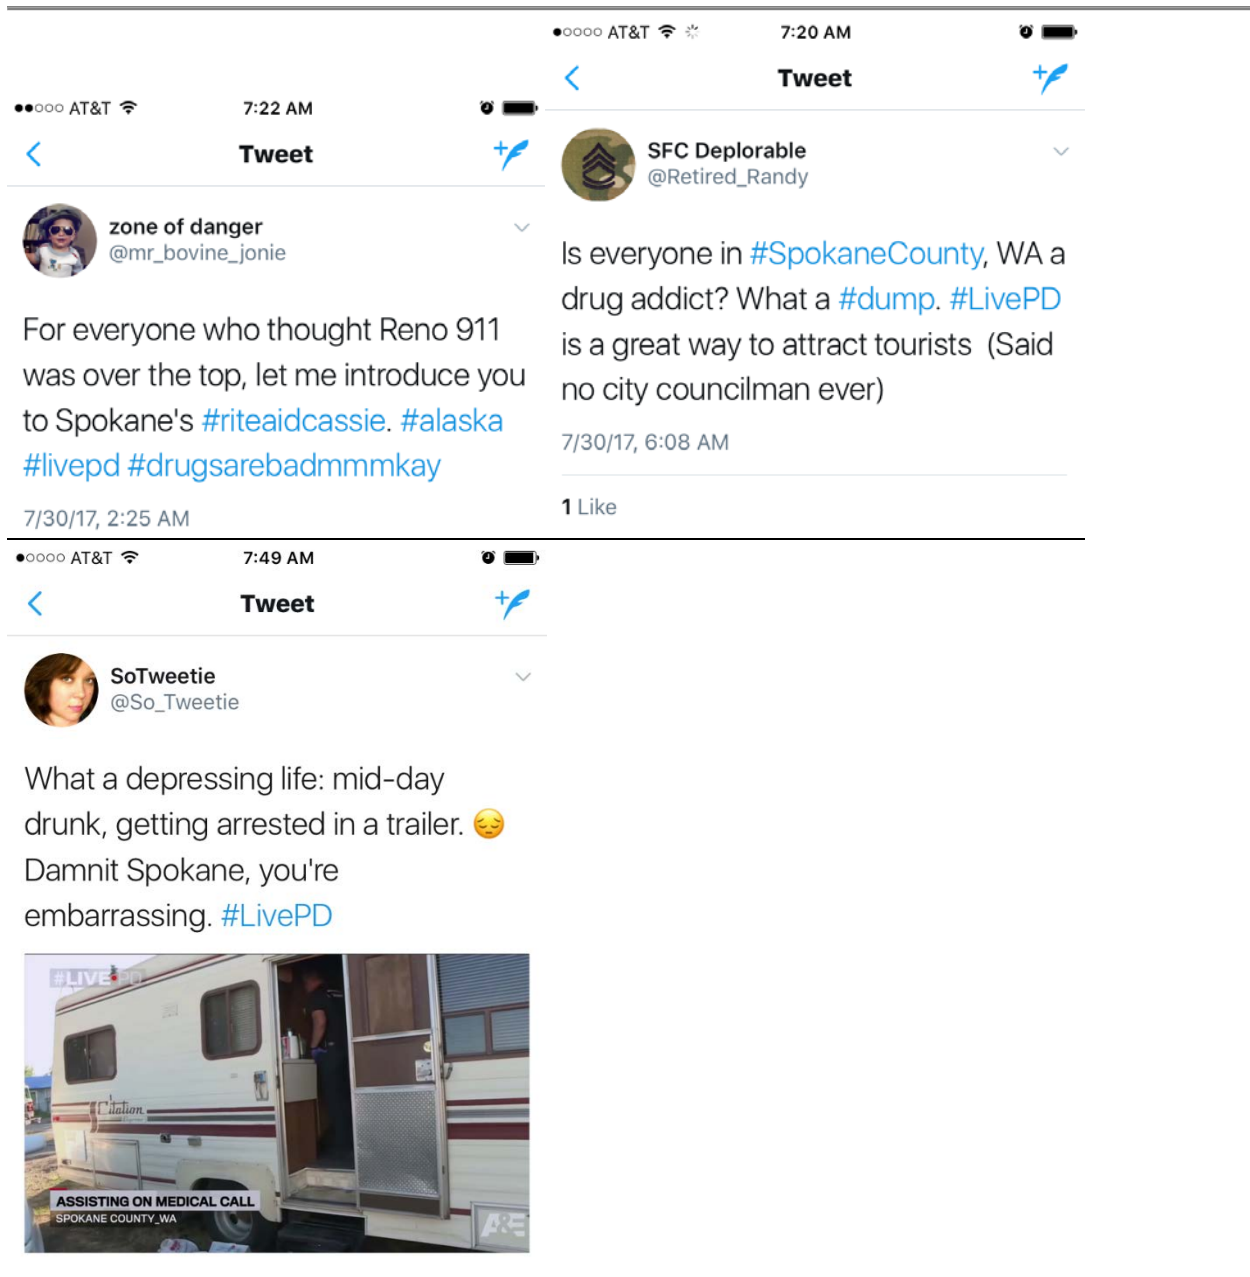 AT&T 7:22 AM
Tweet
zone of danger
@mr_bovine_jonie
For everyone who thought Reno 911
was over the top, let me introduce you
to Spokane's #riteaidcassie. #alaska
#livepd #drugsarebadmmmkay
7/30/17, 2:25 AM
AT&T 7:20 AM
Tweet
SFC Deplorable
@Retired_Randy
Is everyone in #SpokaneCounty, WA a
drug addict? What a #dump. #LivePD
is a great way to attract tourists (Said
no city councilman ever)
7/30/17, 6:08 AM
1 Like
AT&T 7:49 AM
Tweet
SoTweetie
@So_Tweetie
What a depressing life: mid-day
drunk, getting arrested in a trailer. 😔
Damnit Spokane, you're
embarrassing. #LivePD
#LIVE PD
Citation
ASSISTING ON MEDICAL CALL
SPOKANE COUNTY, WA
A&E